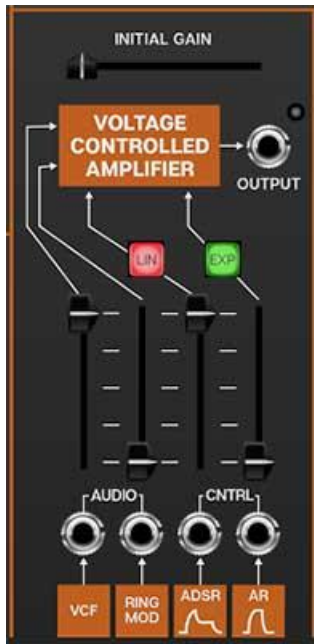 INITIAL GAIN
VOLTAGE
CONTROLLED
AMPLIFIER
OUTPUT
LIN
EXP
AUDIO
CNTRL
VCF
RING
MOD
ADSR
AR